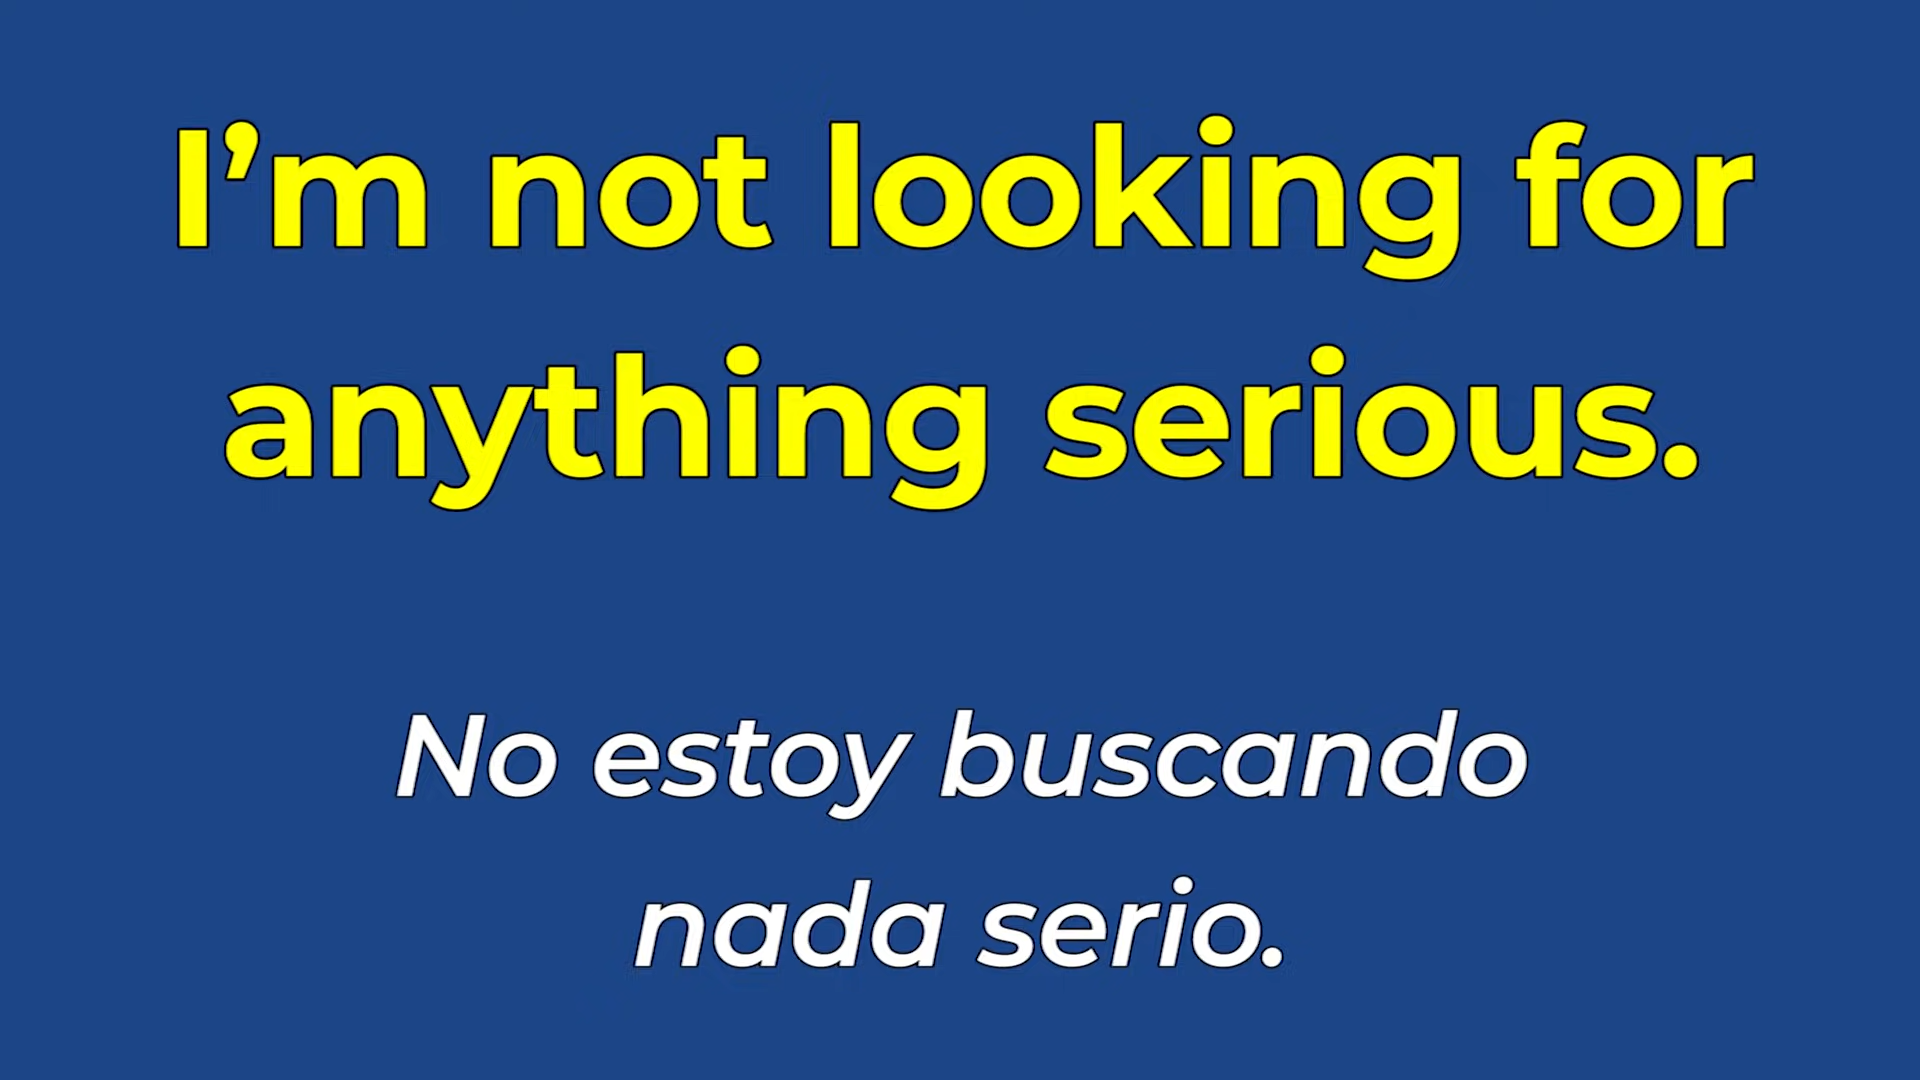 I’m not looking for
anything serious.
No estoy buscando
nada serio.